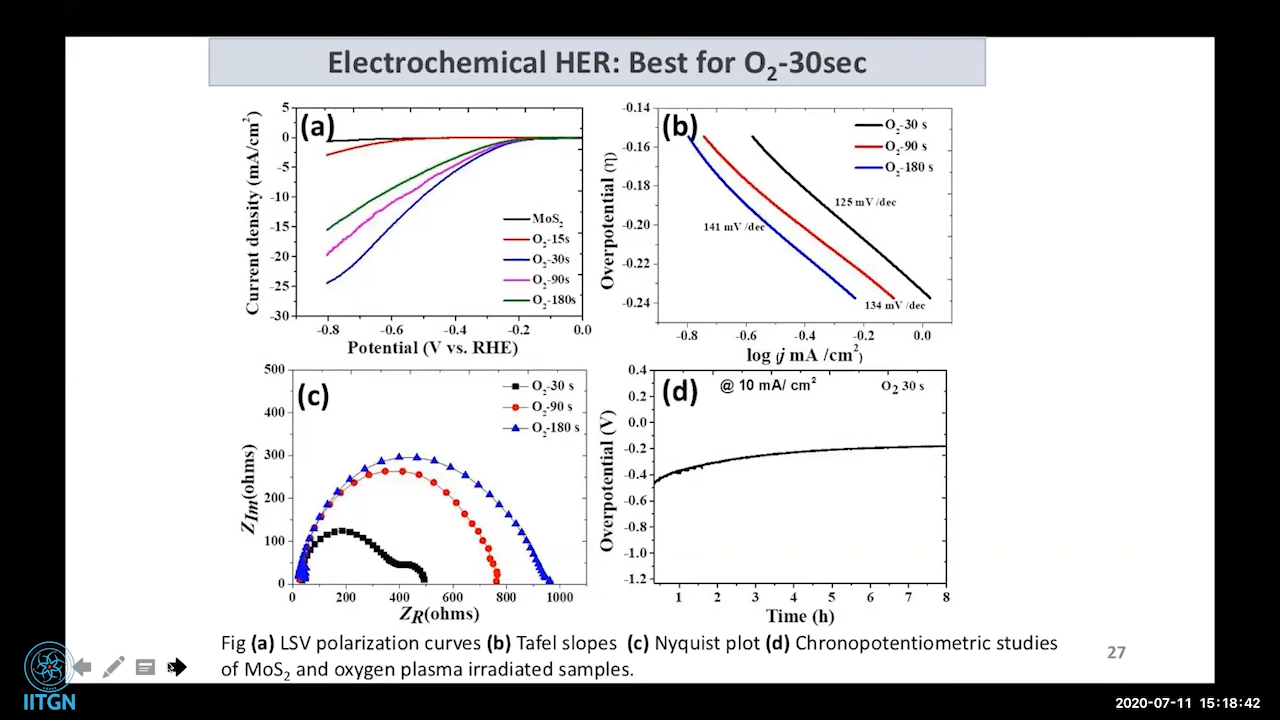 Electrochemical HER: Best for O₂-30sec
(a)
Current density (mA/cm²)
5
0
-5
-10
-15
-20
-25
-30
MoS₂
O₂-15s
O₂-30s
O₂-90s
O₂-180s
-0.8 -0.6 -0.4 -0.2 0.0
Potential (V vs. RHE)
(b)
Overpotential (η)
-0.14
-0.16
-0.18
-0.20
-0.22
-0.24
O₂-30 s
O₂-90 s
O₂-180 s
125 mV /dec
141 mV /dec
134 mV /dec
-0.8 -0.6 -0.4 -0.2 0.0
log (j mA /cm²)
(c)
Z_Im(ohms)
500
400
300
200
100
0
O₂-30 s
O₂-90 s
O₂-180 s
0 200 400 600 800 1000
Z_R(ohms)
(d)
@ 10 mA/ cm²
O₂ 30 s
Overpotential (V)
0.4
0.2
0.0
-0.2
-0.4
-0.6
-0.8
-1.0
-1.2
1 2 3 4 5 6 7 8
Time (h)
Fig (a) LSV polarization curves (b) Tafel slopes (c) Nyquist plot (d) Chronopotentiometric studies
of MoS₂ and oxygen plasma irradiated samples.
27
IITGN
2020-07-11 15:18:42